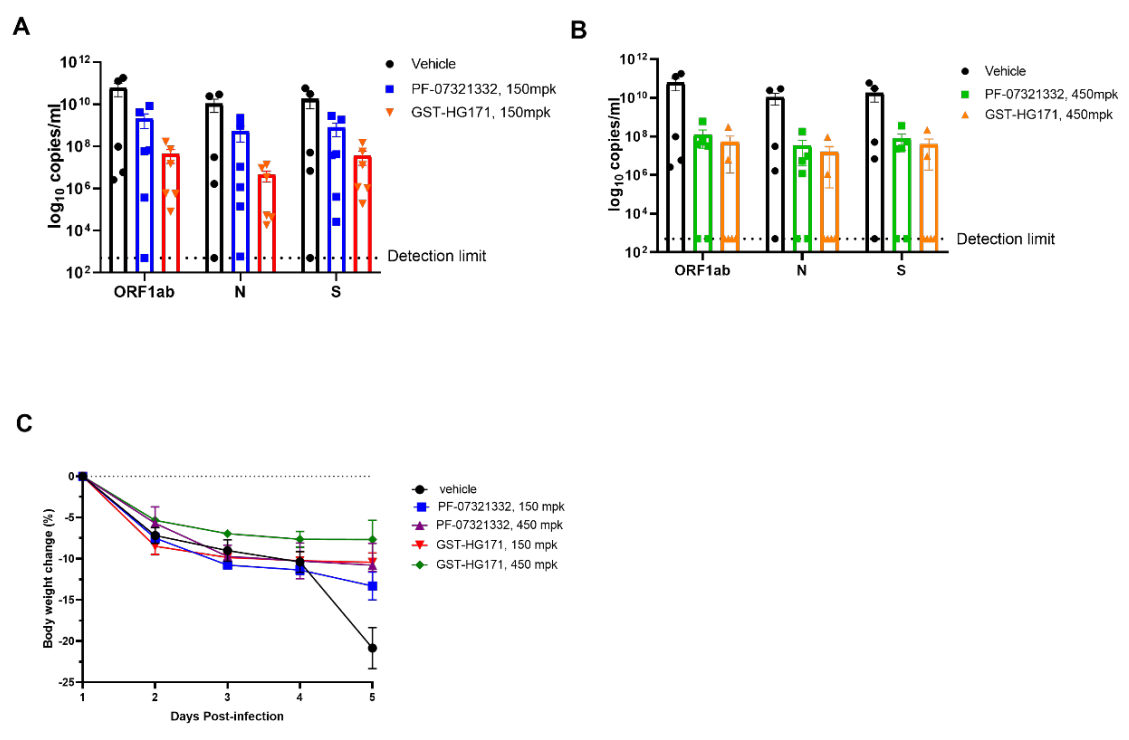 A
log10 copies/ml
10^12
10^10
10^8
10^6
10^4
10^2
ORF1ab
N
S
Detection limit
Vehicle
PF-07321332, 150mpk
GST-HG171, 150mpk
B
log10 copies/ml
10^12
10^10
10^8
10^6
10^4
10^2
ORF1ab
N
S
Detection limit
Vehicle
PF-07321332, 450mpk
GST-HG171, 450mpk
C
Body weight change (%)
0
-5
-10
-15
-20
-25
1
2
3
4
5
Days Post-infection
vehicle
PF-07321332, 150 mpk
PF-07321332, 450 mpk
GST-HG171, 150 mpk
GST-HG171, 450 mpk